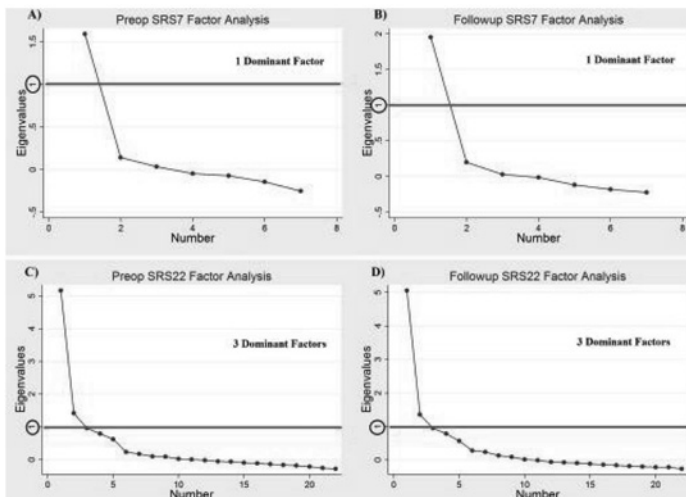 A)
Preop SRS7 Factor Analysis
1 Dominant Factor
Eigenvalues
1.5
1
.5
0
-.5
0 2 4 6 8
Number
B)
Followup SRS7 Factor Analysis
1 Dominant Factor
Eigenvalues
2
1.5
1
.5
0
-.5
0 2 4 6 8
Number
C)
Preop SRS22 Factor Analysis
3 Dominant Factors
Eigenvalues
5
4
3
2
1
0
0 5 10 15 20
Number
D)
Followup SRS22 Factor Analysis
3 Dominant Factors
Eigenvalues
5
4
3
2
1
0
0 5 10 15 20
Number